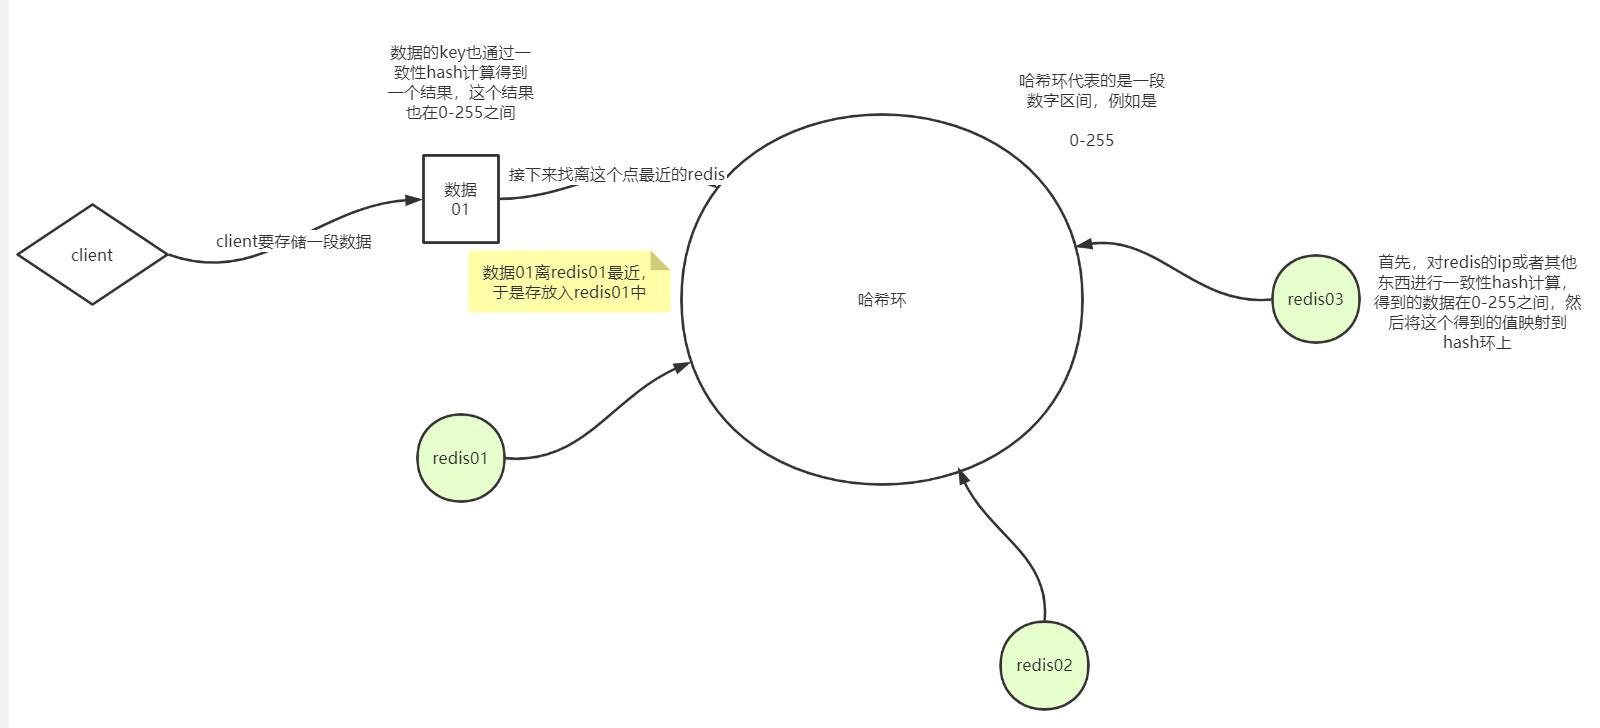 数据的key也通过一
致性hash计算得到
一个结果，这个结果
也在0-255之间
哈希环代表的是一段
数字区间，例如是
0-255
数据
01
接下来找离这个点最近的redis
client
client要存储一段数据
数据01离redis01最近，
于是存放入redis01中
哈希环
redis03
首先，对redis的ip或者其他
东西进行一致性hash计算，
得到的数据在0-255之间，然
后将这个得到的值映射到
hash环上
redis01
redis02